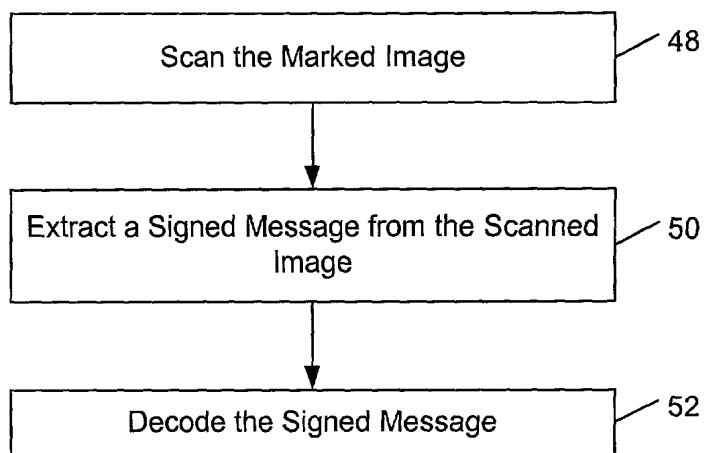 Scan the Marked Image
48
Extract a Signed Message from the Scanned
Image
50
Decode the Signed Message
52